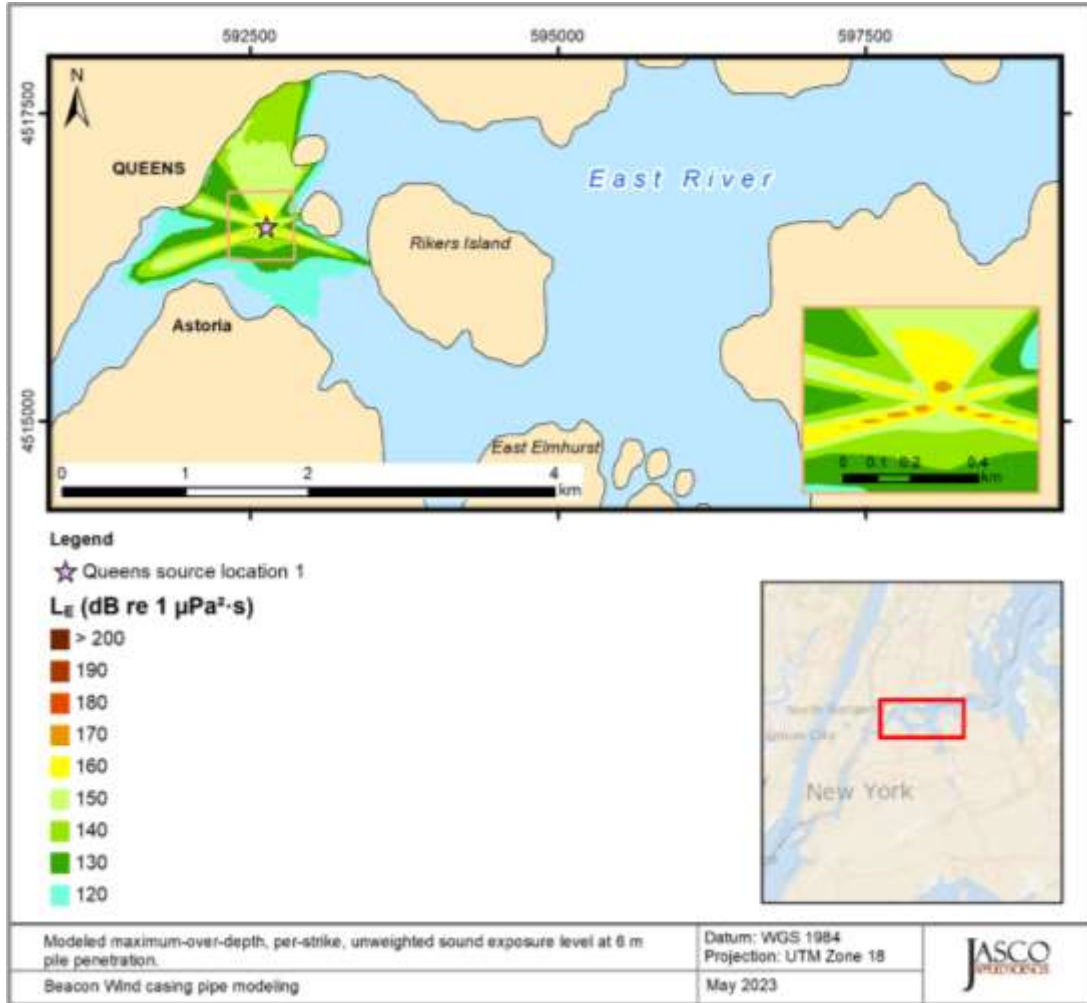 592500 595000 597500
4517500
N
QUEENS
East River
Rikers Island
Astoria
4515000
East Elmhurst
0 1 2 4
km
0 0.1 0.2 0.4
km
Legend
Queens source location 1
L_E (dB re 1 µPa²·s)
> 200
190
180
170
160
150
140
130
120
New York
Modeled maximum-over-depth, per-strike, unweighted sound exposure level at 6 m
pile penetration.
Datum: WGS 1984
Projection: UTM Zone 18
Beacon Wind casing pipe modeling
May 2023
JASCO
APPLIED SCIENCES